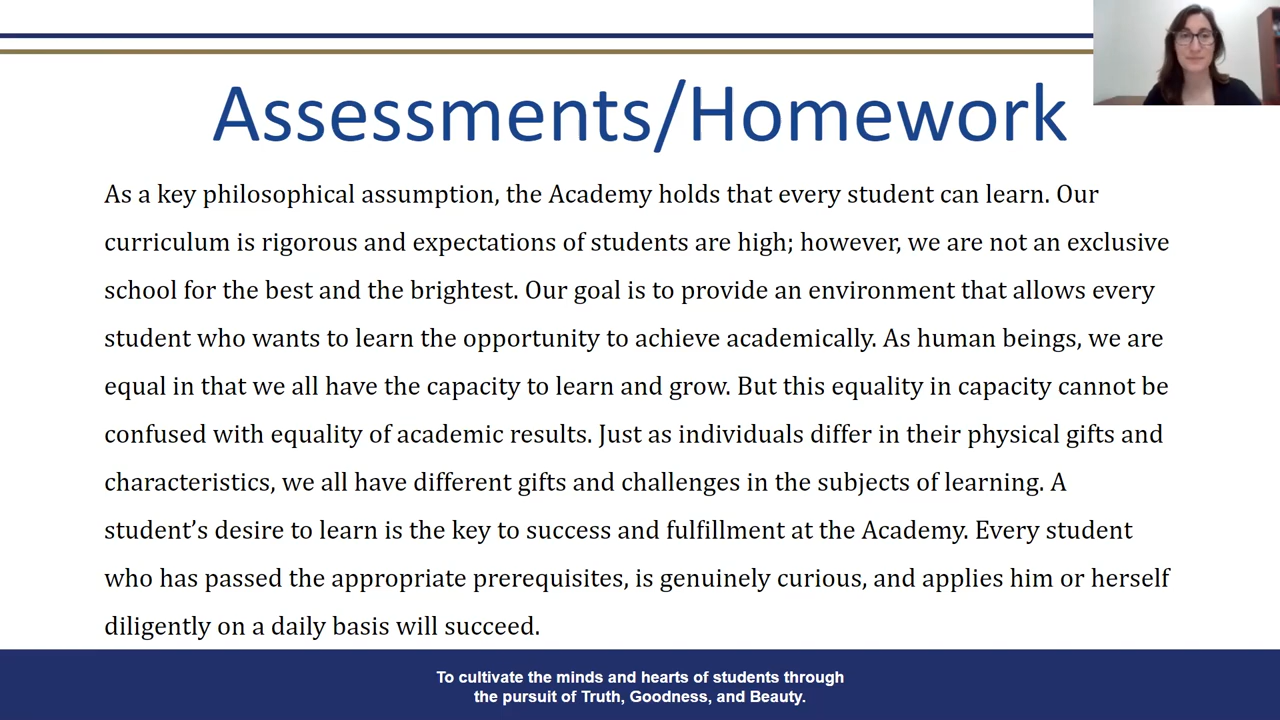 Assessments/Homework
As a key philosophical assumption, the Academy holds that every student can learn. Our
curriculum is rigorous and expectations of students are high; however, we are not an exclusive
school for the best and the brightest. Our goal is to provide an environment that allows every
student who wants to learn the opportunity to achieve academically. As human beings, we are
equal in that we all have the capacity to learn and grow. But this equality in capacity cannot be
confused with equality of academic results. Just as individuals differ in their physical gifts and
characteristics, we all have different gifts and challenges in the subjects of learning. A
student’s desire to learn is the key to success and fulfillment at the Academy. Every student
who has passed the appropriate prerequisites, is genuinely curious, and applies him or herself
diligently on a daily basis will succeed.
To cultivate the minds and hearts of students through
the pursuit of Truth, Goodness, and Beauty.